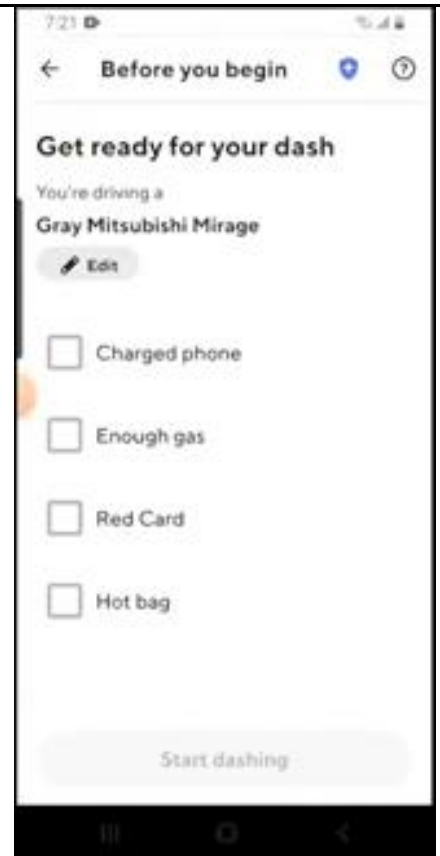 7:21
Before you begin
Get ready for your dash
You're driving a
Gray Mitsubishi Mirage
Edit
Charged phone
Enough gas
Red Card
Hot bag
Start dashing